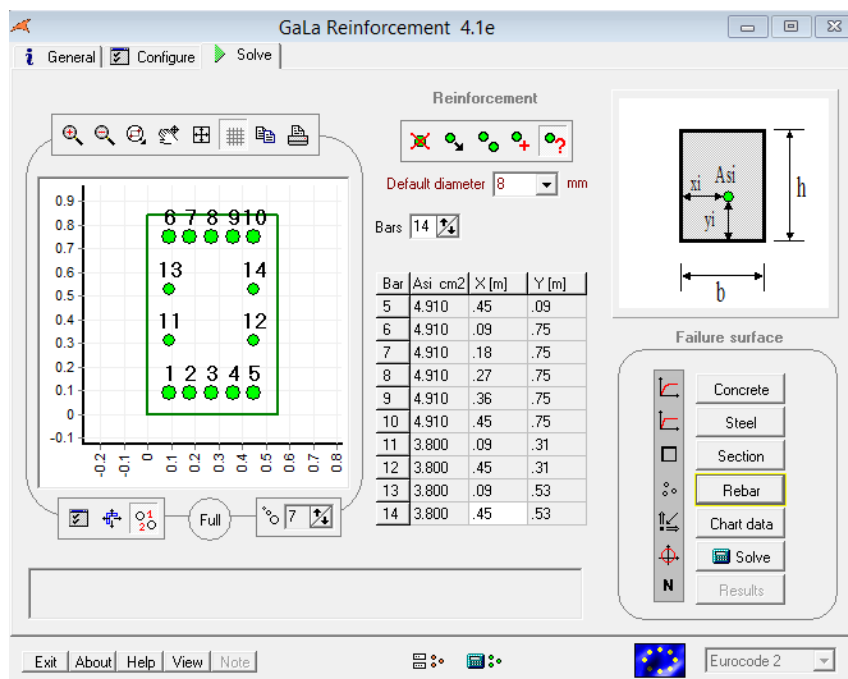 GaLa Reinforcement 4.1e
General Configure Solve
Reinforcement
Default diameter 8 mm
Bars 14
0.9
0.8
0.7
0.6
0.5
0.4
0.3
0.2
0.1
0
-0.1
6 7 8 9 10
13 14
11 12
1 2 3 4 5
-0.2 -0.1 0 0.1 0.2 0.3 0.4 0.5 0.6 0.7 0.8
Full
1
2
7
Bar Asi cm2 X [m] Y [m]
5 4.910 .45 .09
6 4.910 .09 .75
7 4.910 .18 .75
8 4.910 .27 .75
9 4.910 .36 .75
10 4.910 .45 .75
11 3.800 .09 .31
12 3.800 .45 .31
13 3.800 .09 .53
14 3.800 .45 .53
xi Asi
yi
h
b
Failure surface
Concrete
Steel
Section
Rebar
Chart data
Solve
N Results
Exit About Help View Note
Eurocode 2